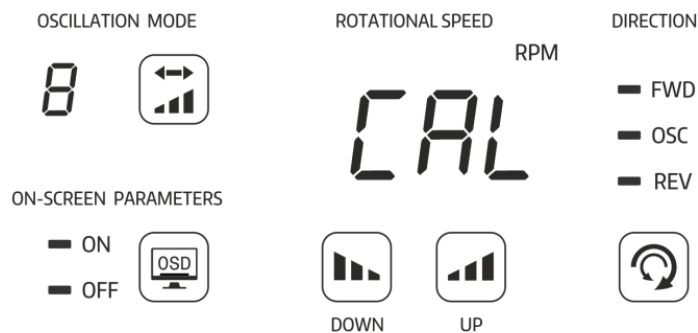 OSCILLATION MODE
8
ROTATIONAL SPEED
RPM
CAL
DIRECTION
FWD
OSC
REV
ON-SCREEN PARAMETERS
ON
OFF
OSD
DOWN
UP